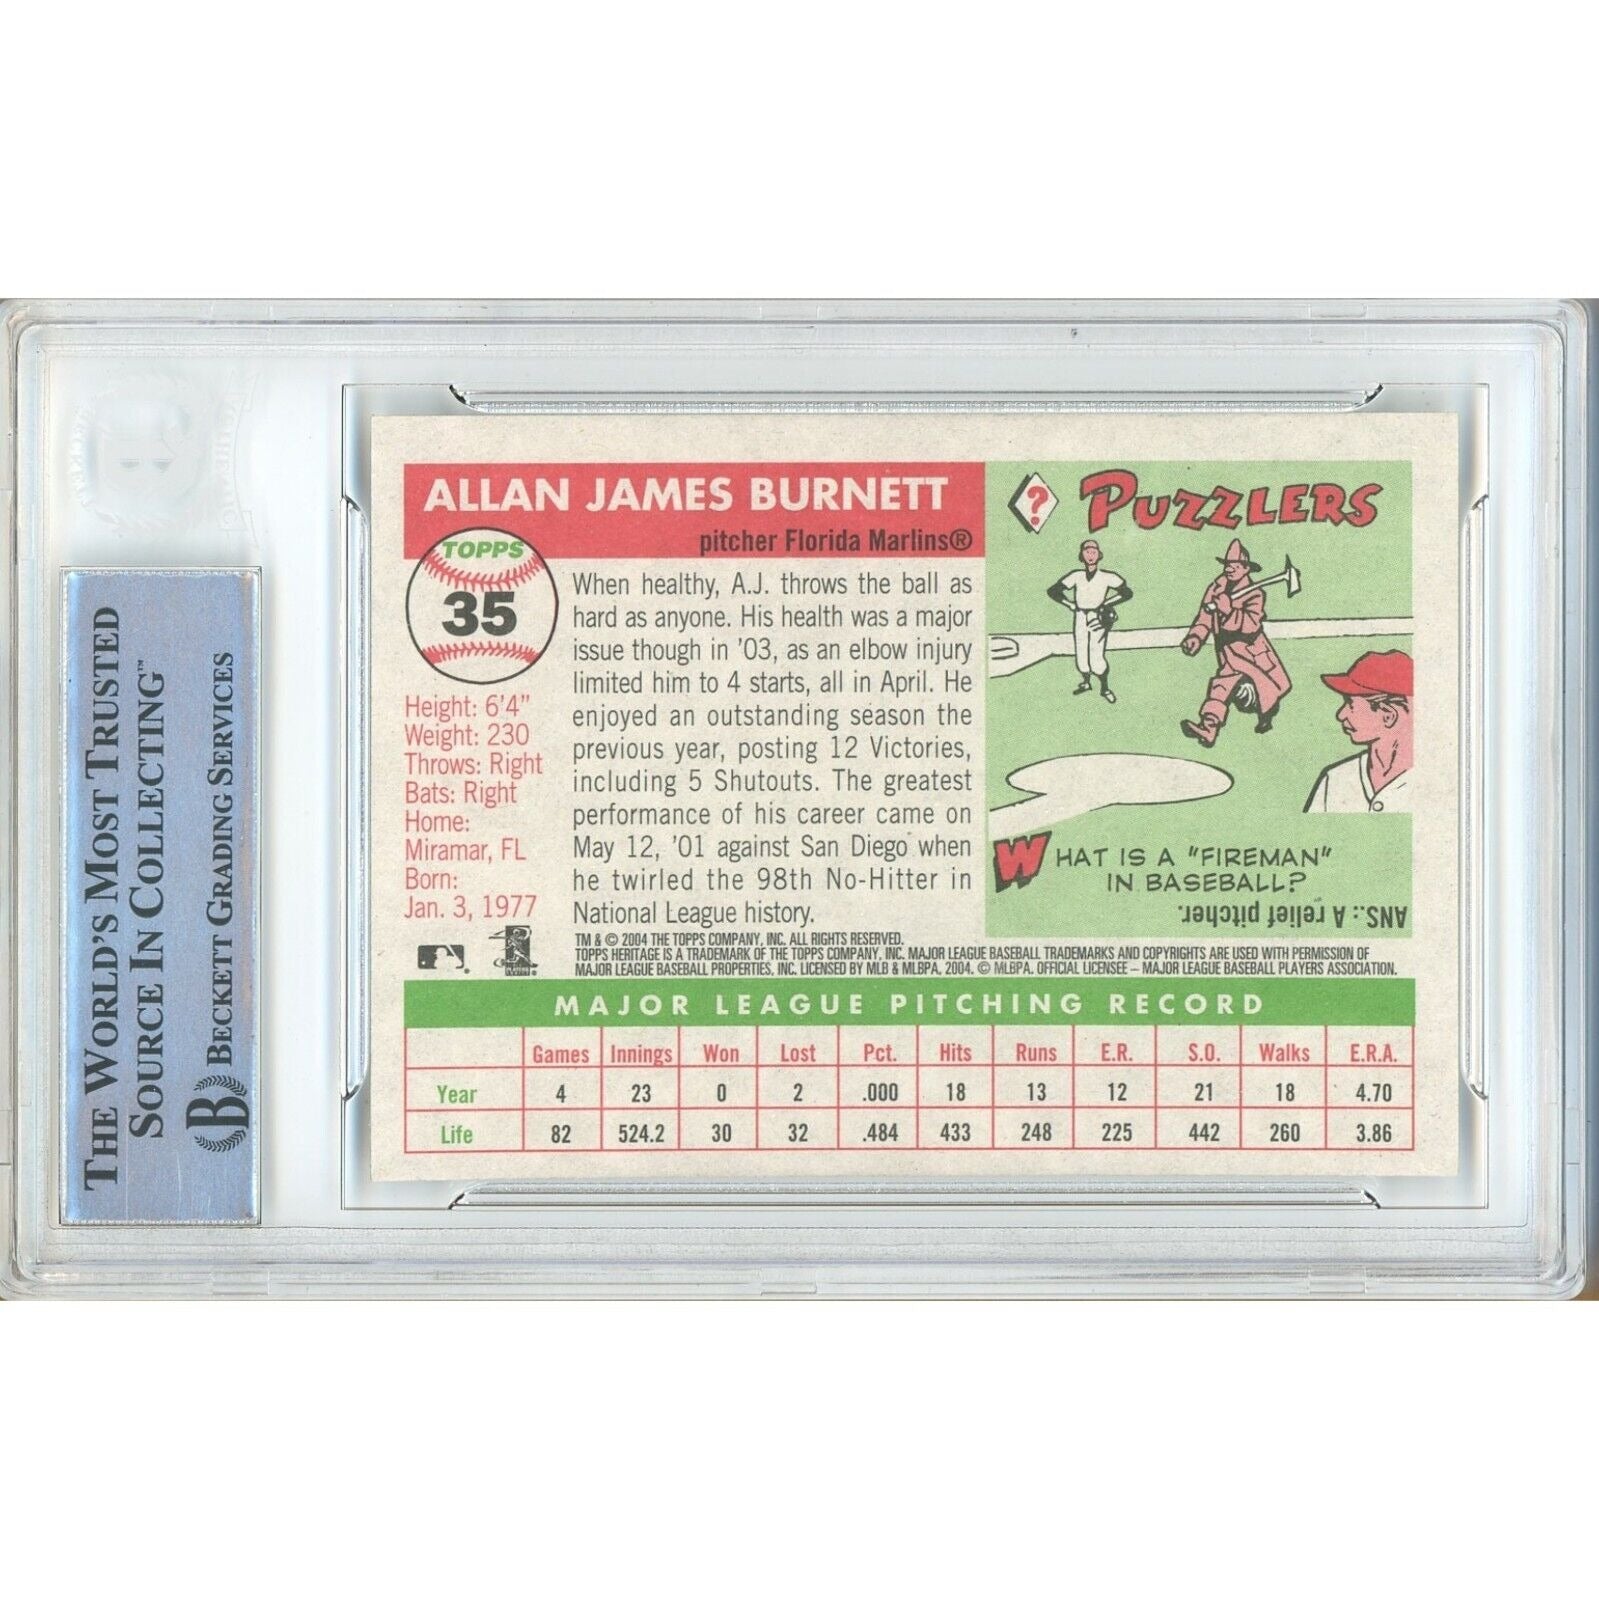 THE WORLD'S MOST TRUSTED
SOURCE IN COLLECTING™
BECKETT GRADING SERVICES
ALLAN JAMES BURNETT
pitcher Florida Marlins®
TOPPS
35
Height: 6'4"
Weight: 230
Throws: Right
Bats: Right
Home:
Miramar, FL
Born:
Jan. 3, 1977
When healthy, A.J. throws the ball as
hard as anyone. His health was a major
issue though in '03, as an elbow injury
limited him to 4 starts, all in April. He
enjoyed an outstanding season the
previous year, posting 12 Victories,
including 5 Shutouts. The greatest
performance of his career came on
May 12, '01 against San Diego when
he twirled the 98th No-Hitter in
National League history.
? PUZZLERS
WHAT IS A "FIREMAN"
IN BASEBALL?
ANS.: A relief pitcher.
TM & © 2004 THE TOPPS COMPANY, INC. ALL RIGHTS RESERVED.
TOPPS HERITAGE IS A TRADEMARK OF THE TOPPS COMPANY, INC. MAJOR LEAGUE BASEBALL TRADEMARKS AND COPYRIGHTS ARE USED WITH PERMISSION OF
MAJOR LEAGUE BASEBALL PROPERTIES, INC. LICENSED BY MLB & MLBPA, 2004. © MLBPA. OFFICIAL LICENSEE – MAJOR LEAGUE BASEBALL PLAYERS ASSOCIATION.
MAJOR LEAGUE PITCHING RECORD
Games Innings Won Lost Pct. Hits Runs E.R. S.O. Walks E.R.A.
Year 4 23 0 2 .000 18 13 12 21 18 4.70
Life 82 524.2 30 32 .484 433 248 225 442 260 3.86